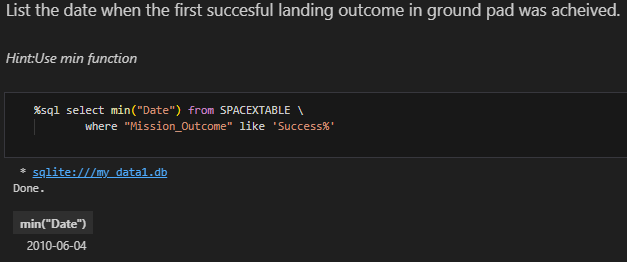 List the date when the first succesful landing outcome in ground pad was acheived.
Hint:Use min function
%sql select min("Date") from SPACEXTABLE \
where "Mission_Outcome" like 'Success%'
* sqlite:///my_data1.db
Done.
min("Date")
2010-06-04